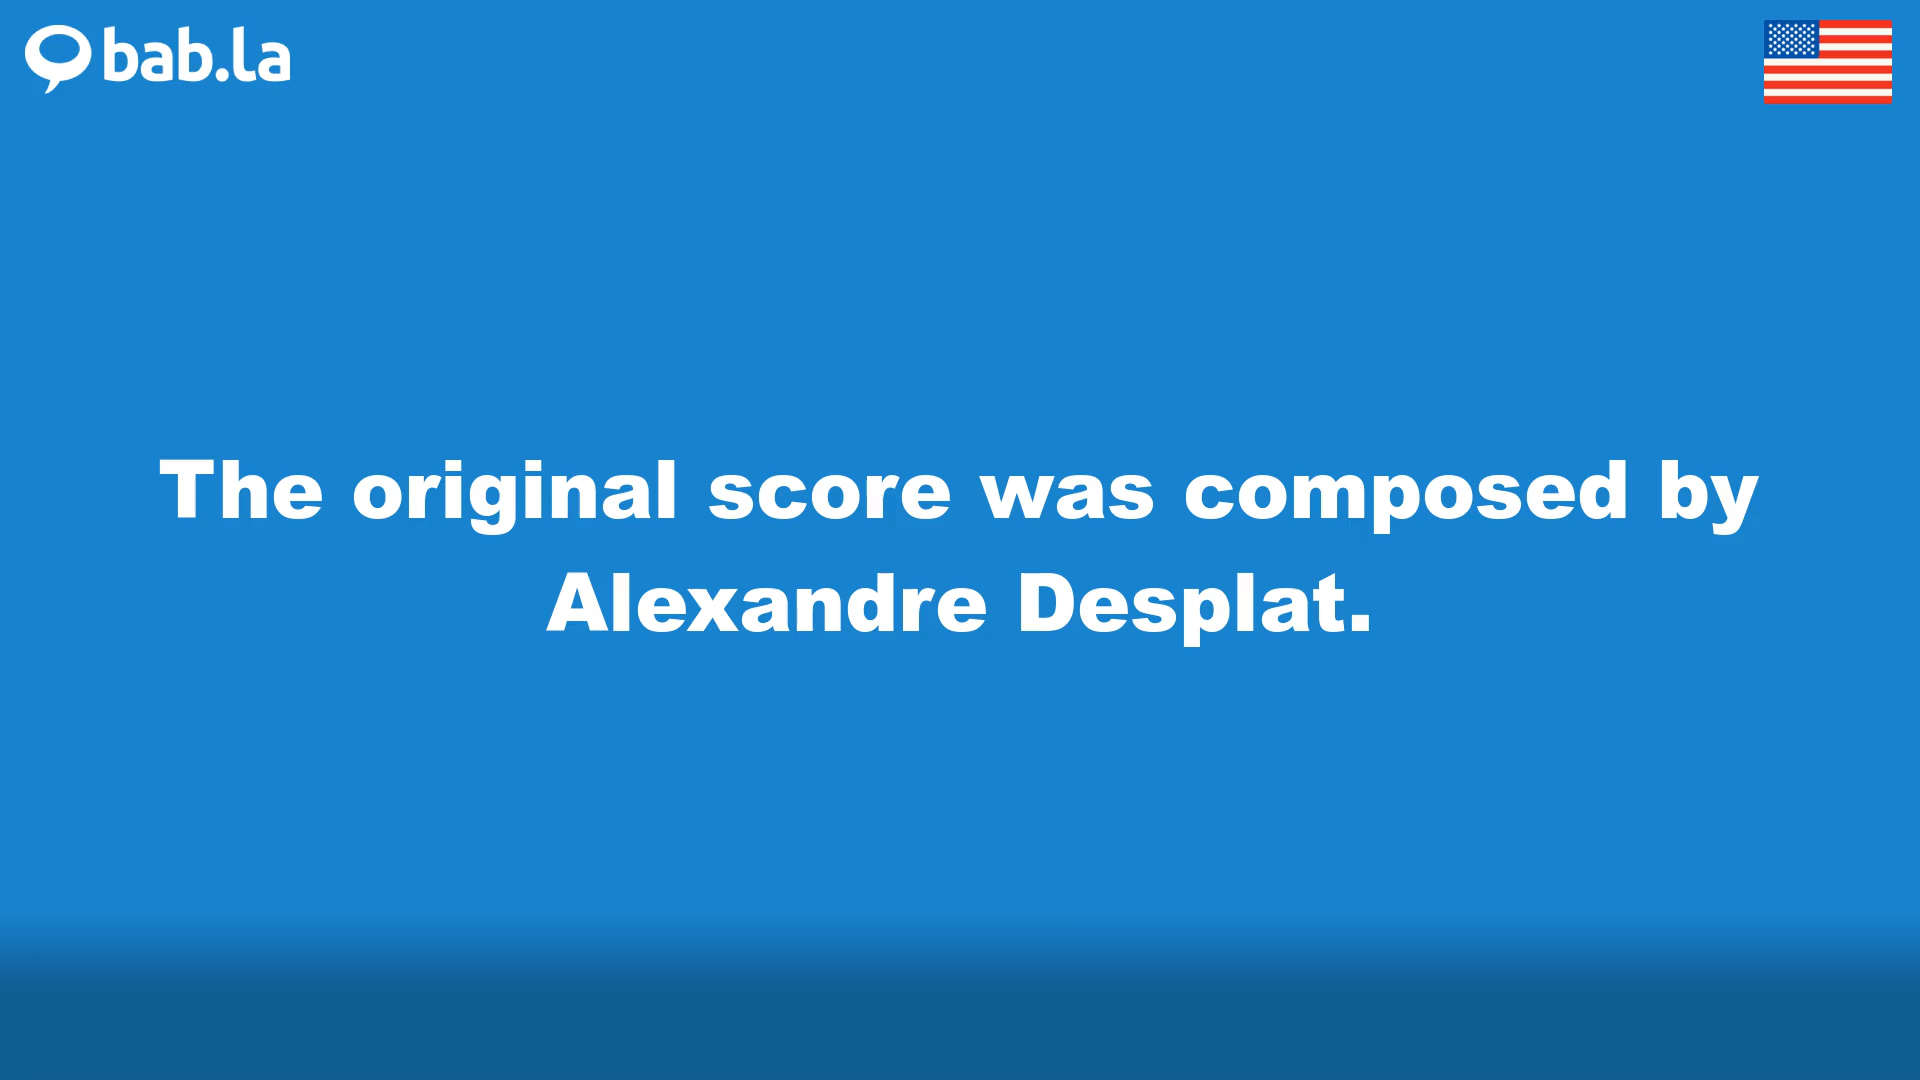 bab.la
The original score was composed by
Alexandre Desplat.